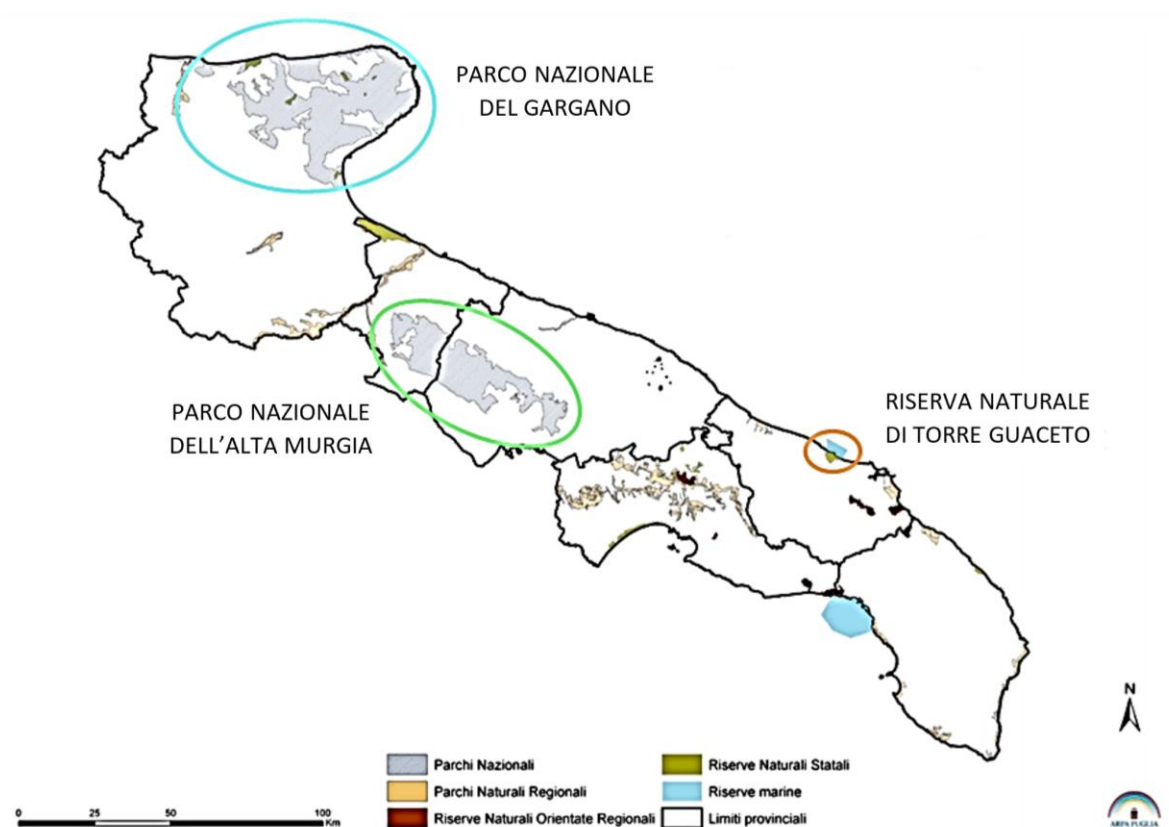 PARCO NAZIONALE
DEL GARGANO
PARCO NAZIONALE
DELL'ALTA MURGIA
RISERVA NATURALE
DI TORRE GUACETO
N
Parchi Nazionali
Parchi Naturali Regionali
Riserve Naturali Orientate Regionali
Riserve Naturali Statali
Riserve marine
Limiti provinciali
0 25 50 100
Km
ARPA PUGLIA